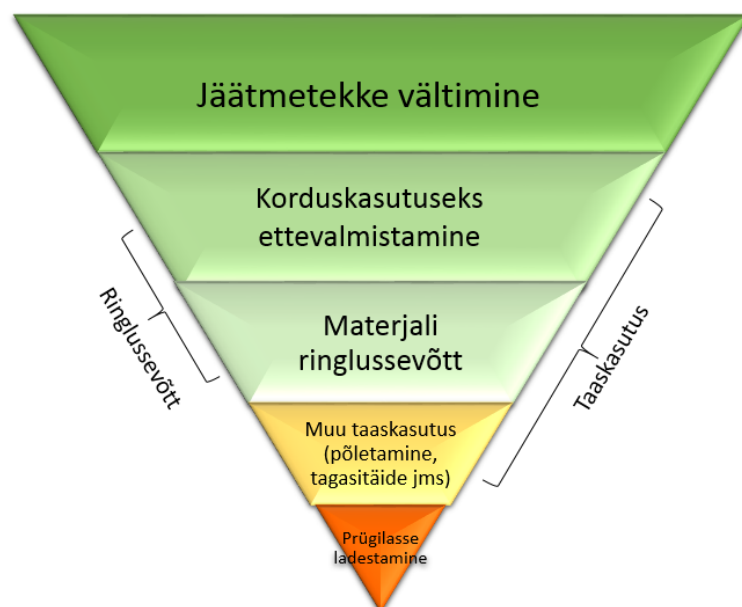 Jäätmetekke vältimine
Korduskasutuseks
ettevalmistamine
Ringlussevõtt
Taaskasutus
Materjali
ringlussevõtt
Muu taaskasutus
(põletamine,
tagasitäide jms)
Prügilasse
ladestamine